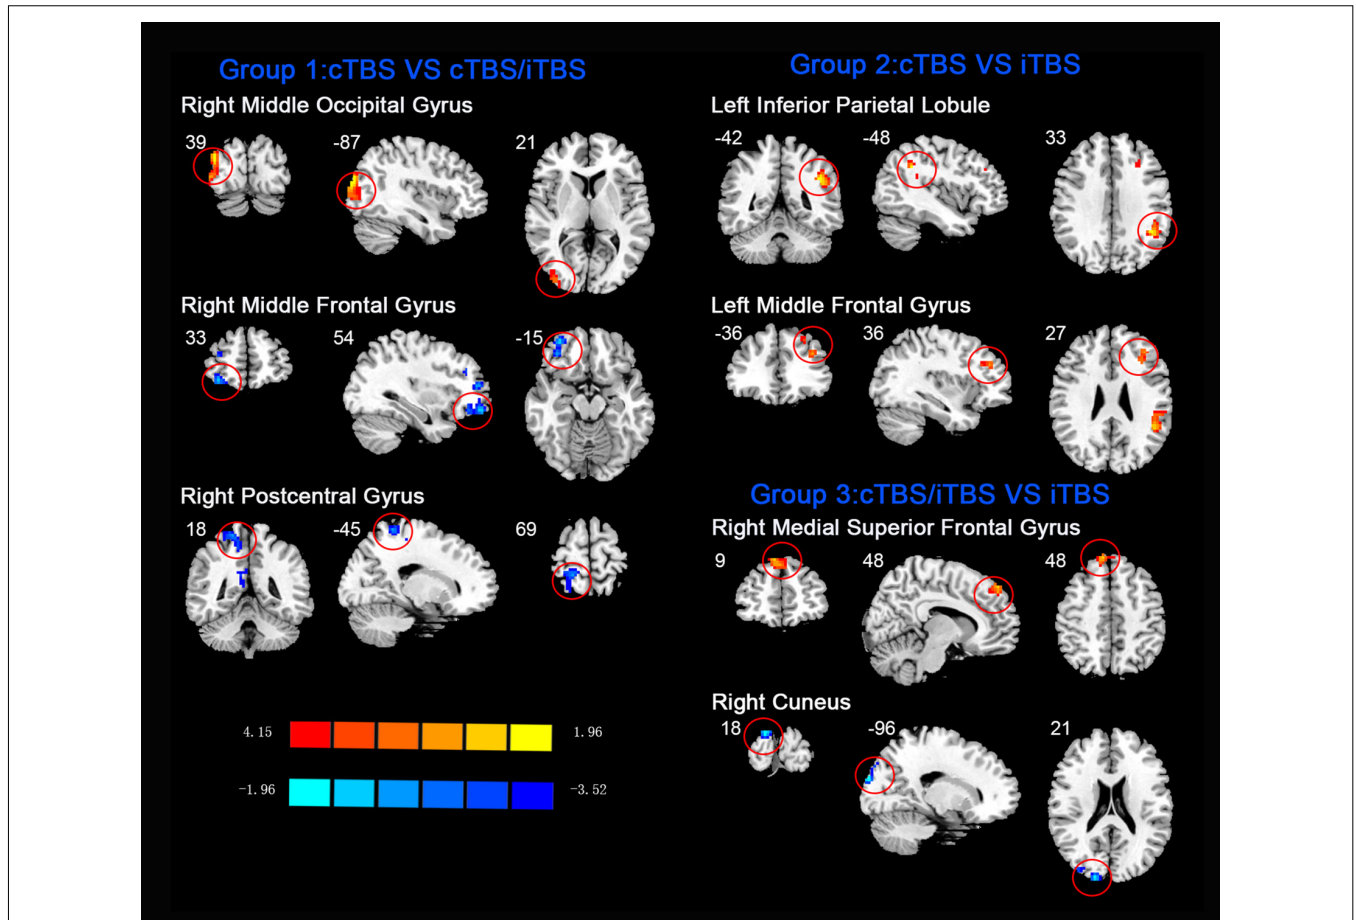 Group 1:cTBS VS cTBS/iTBS
Right Middle Occipital Gyrus
39 -87 21
Right Middle Frontal Gyrus
33 54 -15
Right Postcentral Gyrus
18 -45 69
4.15 1.96
-1.96 -3.52
Group 2:cTBS VS iTBS
Left Inferior Parietal Lobule
-42 -48 33
Left Middle Frontal Gyrus
-36 36 27
Group 3:cTBS/iTBS VS iTBS
Right Medial Superior Frontal Gyrus
9 48 48
Right Cuneus
18 -96 21